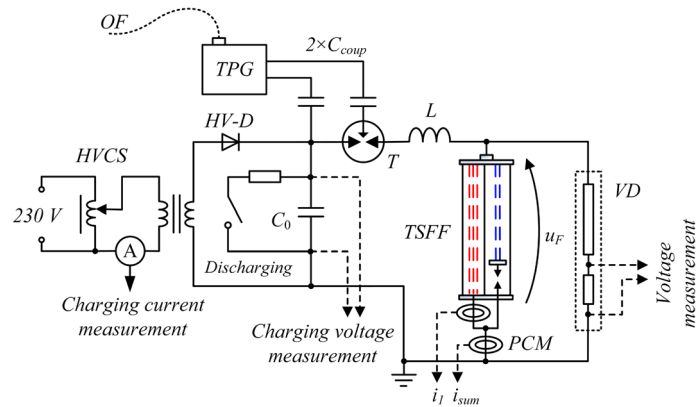 OF
2×Ccoup
TPG
HV-D
L
HVCS
T
VD
230 V
C0
TSFF
uF
A
Discharging
Voltage
measurement
Charging current
measurement
Charging voltage
measurement
PCM
i1
isum